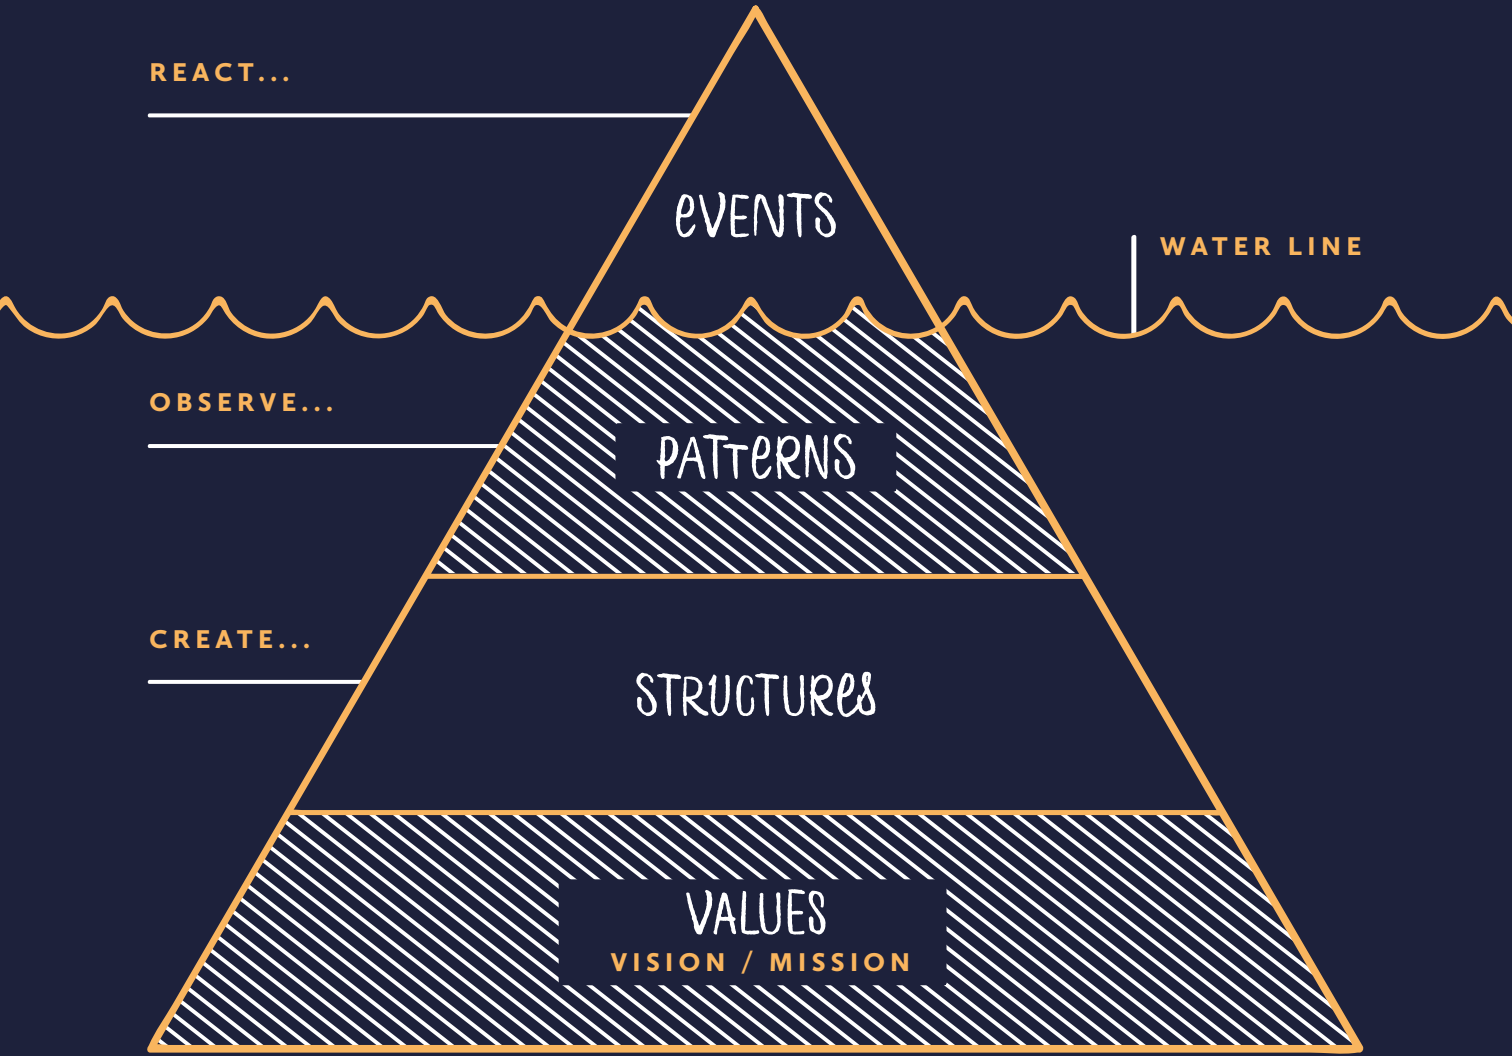 REACT...
EVENTS
WATER LINE
OBSERVE...
PATTERNS
CREATE...
STRUCTURES
VALUES
VISION / MISSION